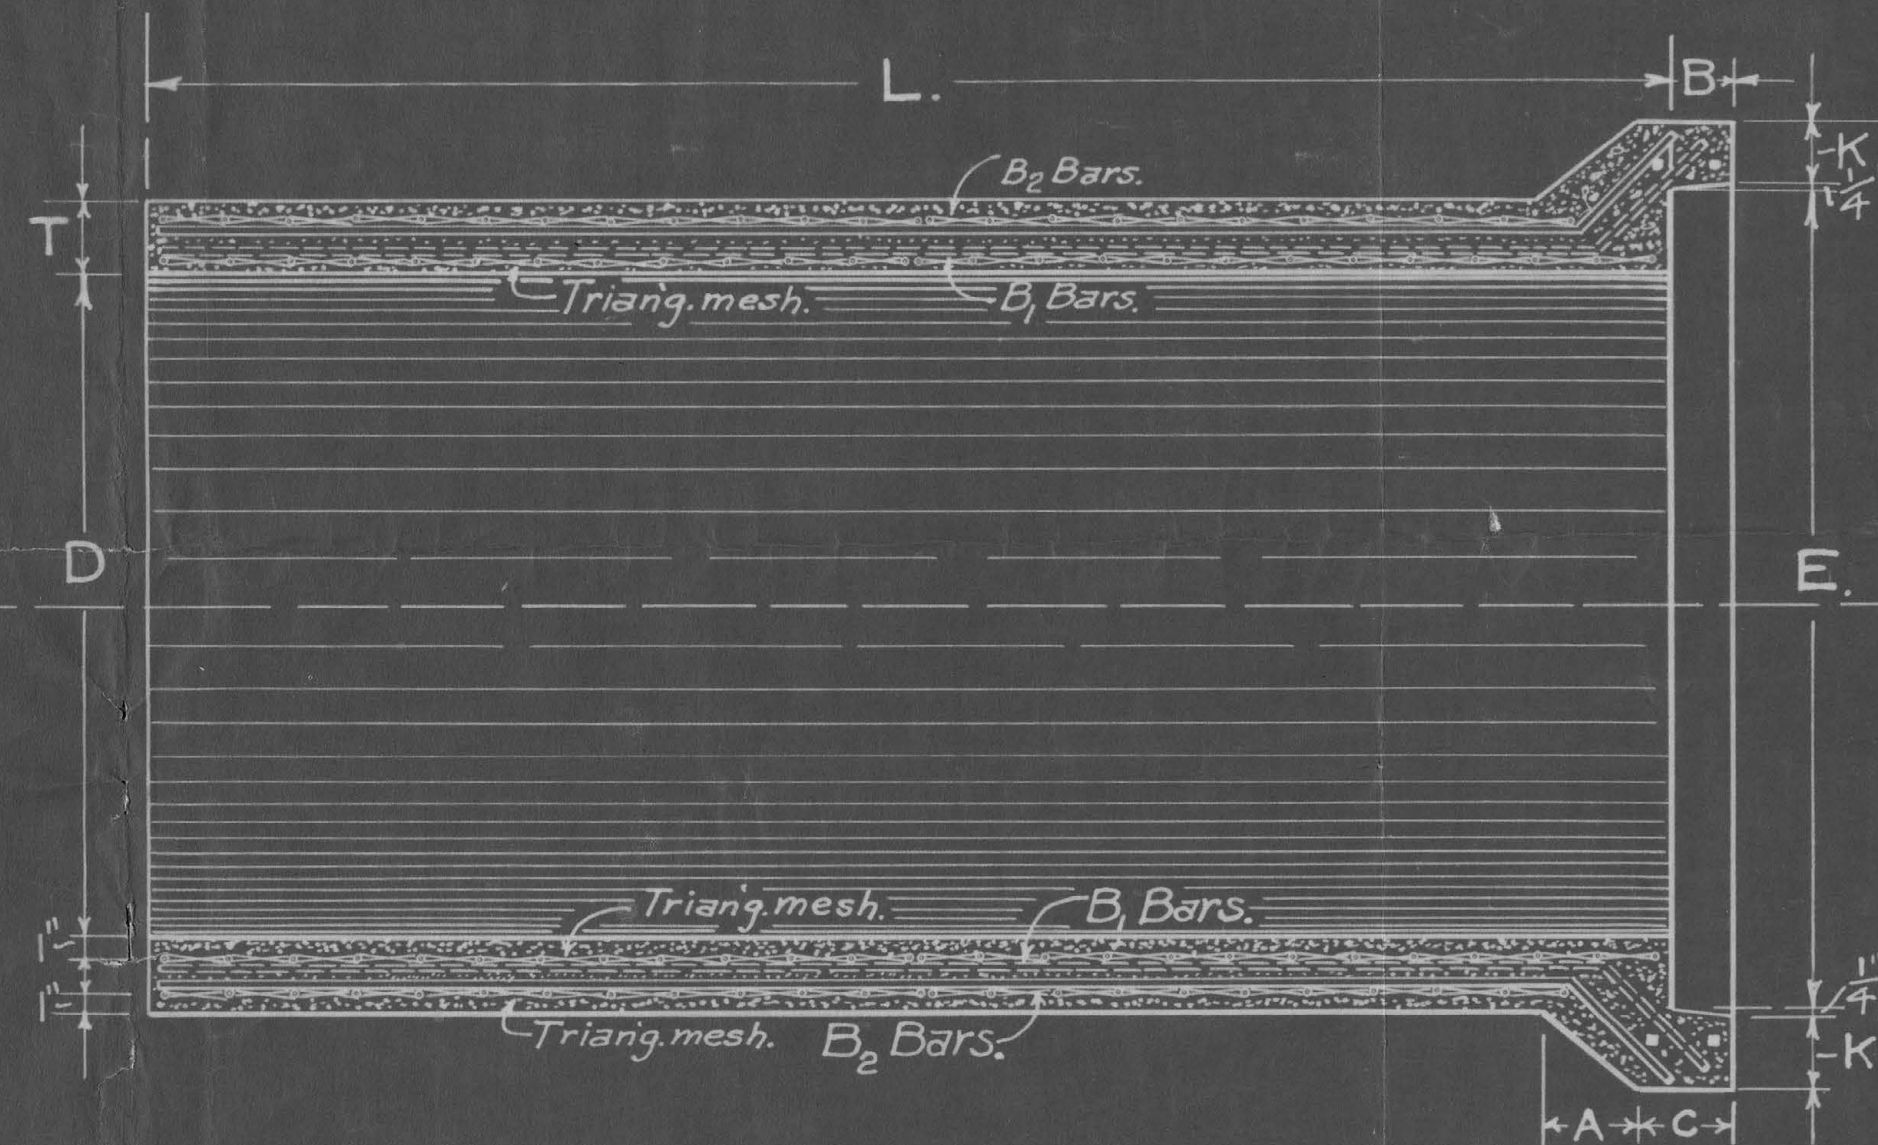 L.
B
B₂ Bars.
-K
1/4
T
Triang. mesh.
B₁ Bars.
D
E.
Triang. mesh.
B₁ Bars.
1"
1"
1/4"
Triang. mesh.
B₂ Bars.
-K
A
C